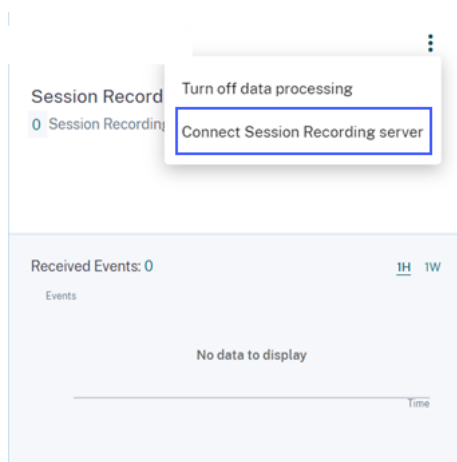 Turn off data processing
Session Record
0 Session Recording
Connect Session Recording server
Received Events: 0
1H 1W
Events
No data to display
Time